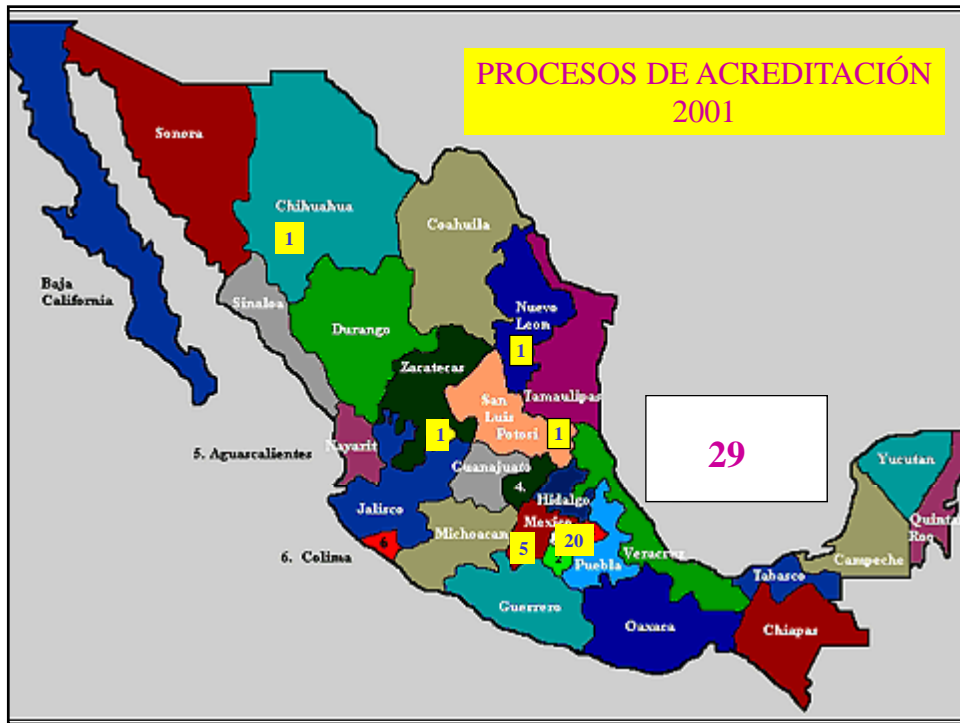 PROCESOS DE ACREDITACIÓN
2001
Sonora
Chihuahua
1
Coahuila
Baja
California
Sinaloa
Nuevo
Leon
1
Durango
Zacatecas
Tamaulipas
San
Luis
Potosi
1
1
29
Nayarit
5. Aguascalientes
Guanajuato
4.
Hidalgo
Yucutan
Quintana
Roo
Jalisco
Mexico
Michoacan
6
5
20
6. Colima
2
Puebla
Veracruz
Campeche
Tabasco
Guerrero
Oaxaca
Chiapas